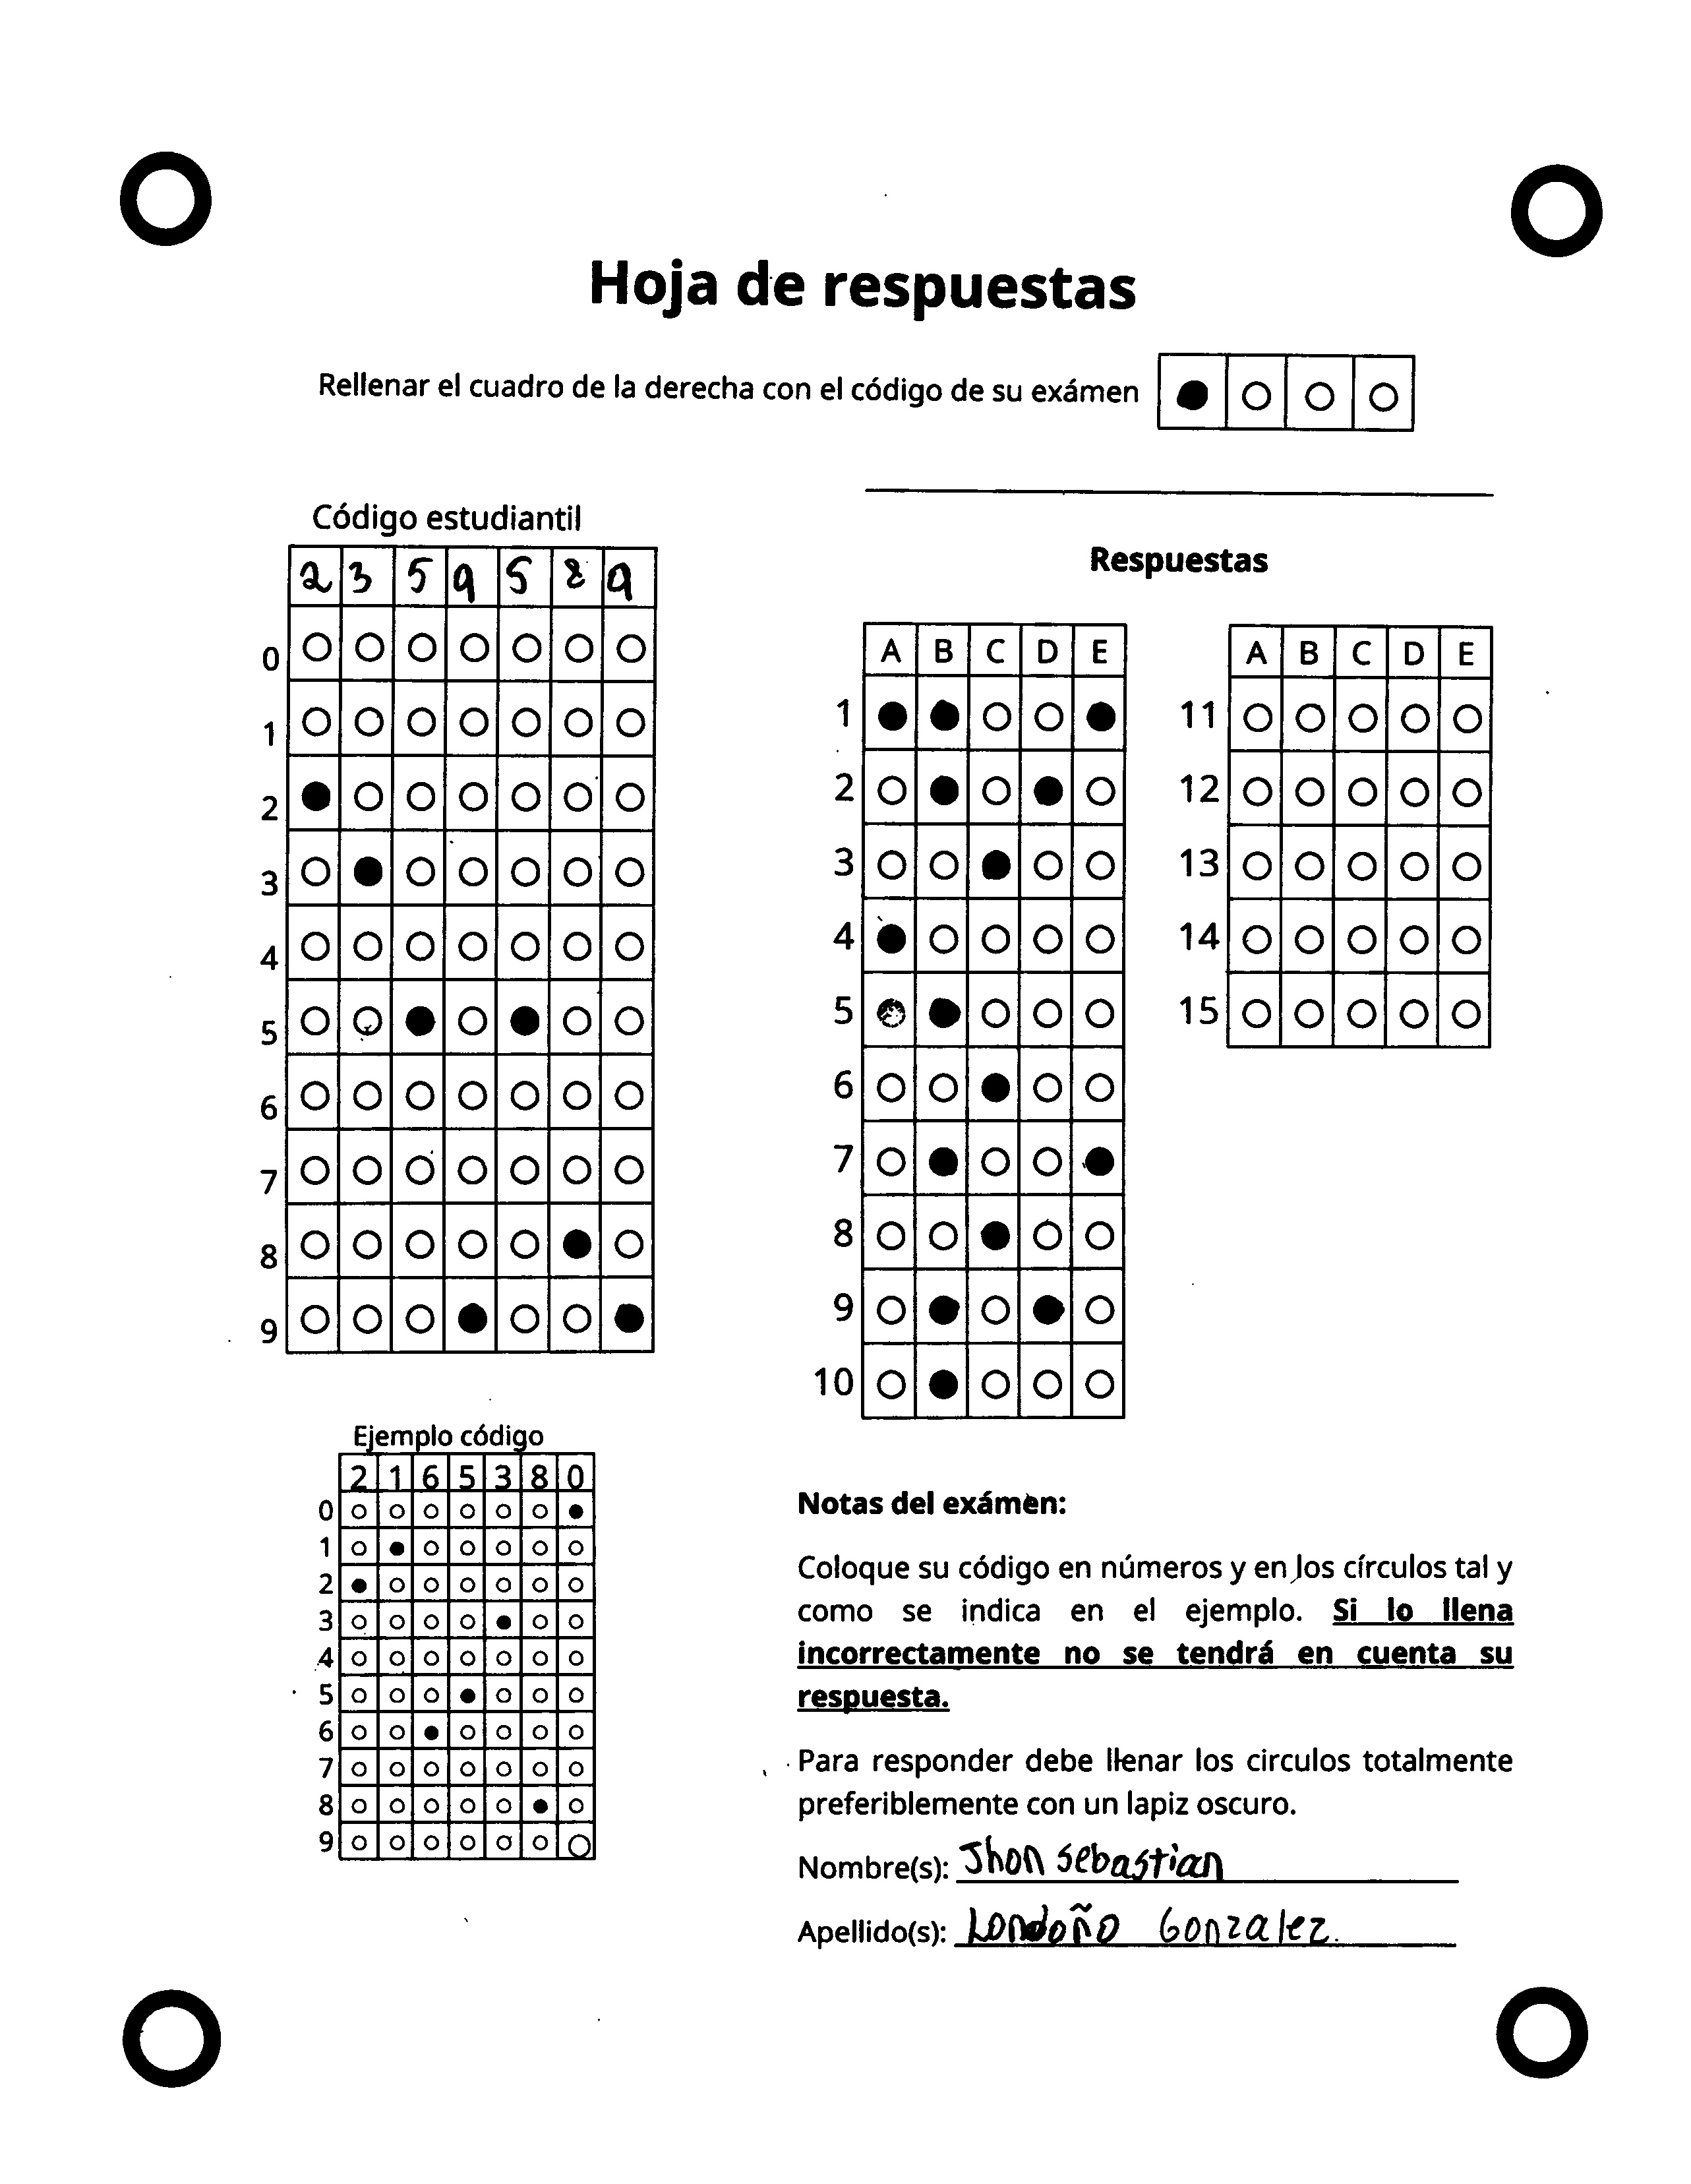 Hoja de respuestas
Rellenar el cuadro de la derecha con el código de su exámen
Código estudiantil
2 3 5 9 5 8 9
0
1
2
3
4
5
6
7
8
9
Respuestas
A B C D E
1
2
3
4
5
6
7
8
9
10
A B C D E
11
12
13
14
15
Ejemplo código
2 1 6 5 3 8 0
0
1
2
3
4
5
6
7
8
9
Notas del exámen:
Coloque su código en números y en los círculos tal y
como se indica en el ejemplo. Si lo llena
incorrectamente no se tendrá en cuenta su
respuesta.
Para responder debe llenar los circulos totalmente
preferiblemente con un lapiz oscuro.
Nombre(s): Jhon Sebastian
Apellido(s): Londoño Gonzalez.